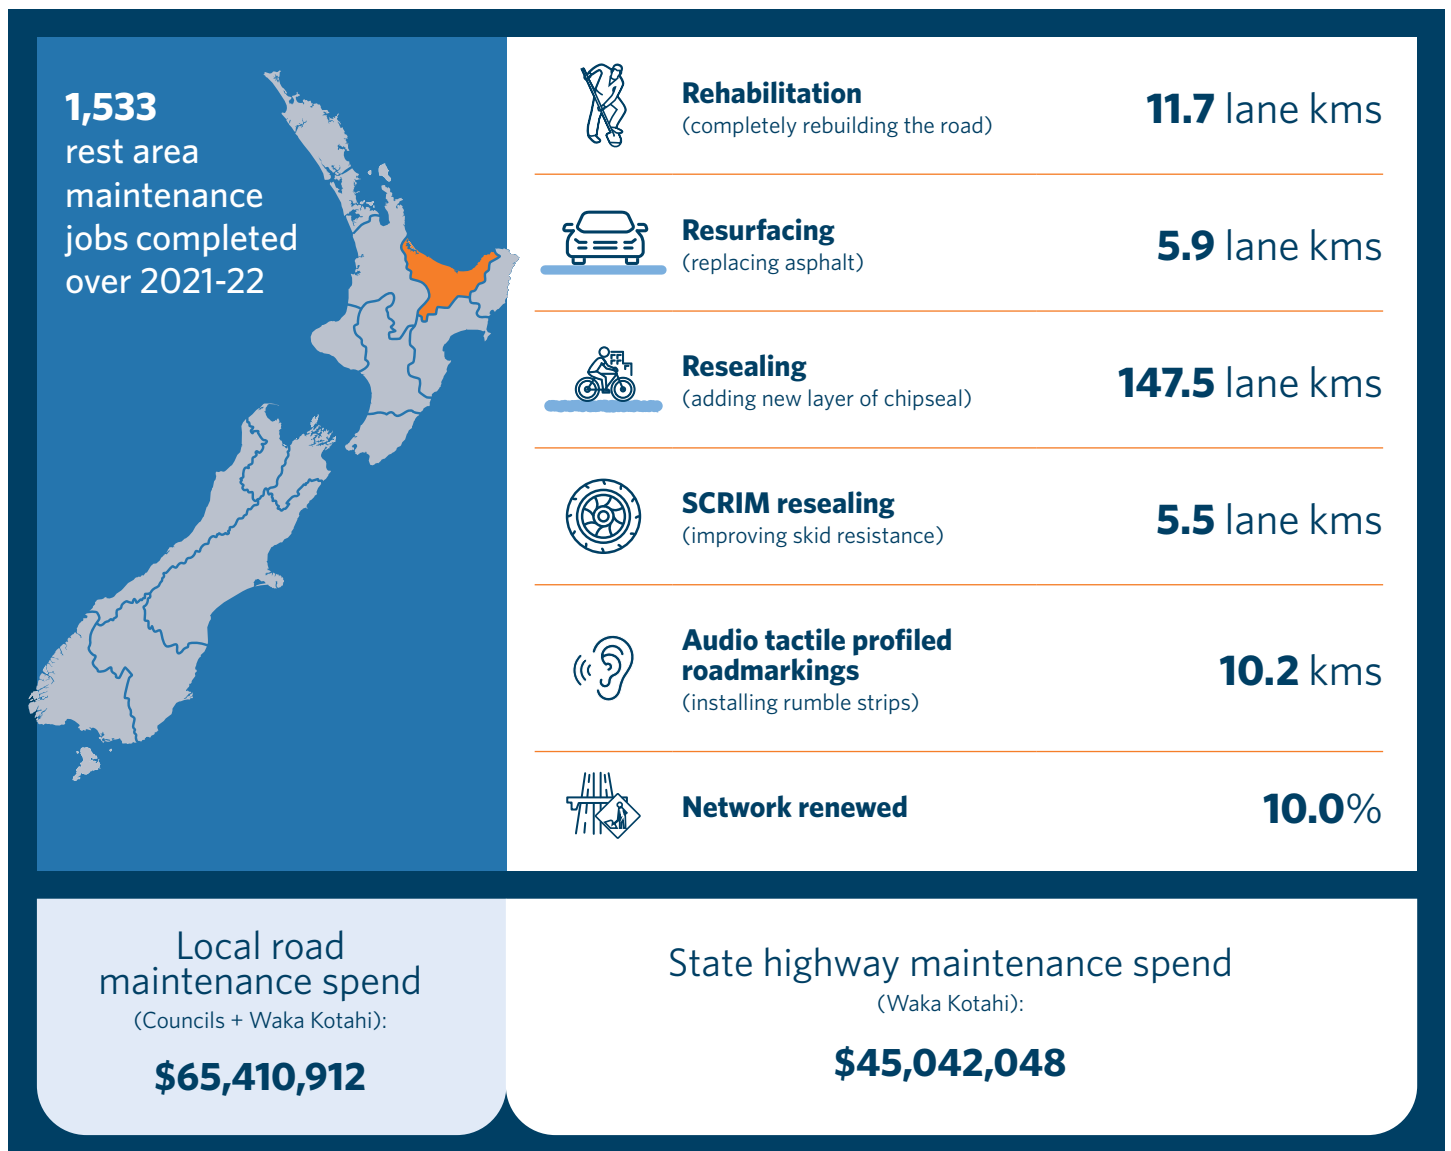 1,533
rest area
maintenance
jobs completed
over 2021-22
Rehabilitation
(completely rebuilding the road)
11.7 lane kms
Resurfacing
(replacing asphalt)
5.9 lane kms
Resealing
(adding new layer of chipseal)
147.5 lane kms
SCRIM resealing
(improving skid resistance)
5.5 lane kms
Audio tactile profiled
roadmarkings
(installing rumble strips)
10.2 kms
Network renewed
10.0%
Local road
maintenance spend
(Councils + Waka Kotahi):
$65,410,912
State highway maintenance spend
(Waka Kotahi):
$45,042,048